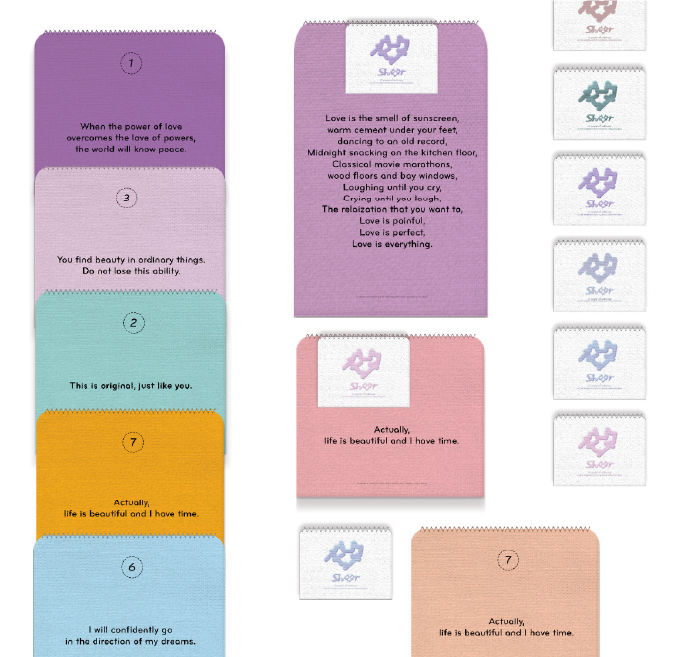 1
When the power of love
overcomes the love of powers,
the world will know peace.
3
You find beauty in ordinary things.
Do not lose this ability.
2
This is original, just like you.
7
Actually,
life is beautiful and I have time.
6
I will confidently go
in the direction of my dreams.
Love is the smell of sunscreen,
warm cement under your feet,
dancing to an old record,
Midnight snacking on the kitchen floor,
Classical movie marathons,
wood floors and bay windows,
Laughing until you cry,
Crying until you laugh,
The relaization that you want to,
Love is painful,
Love is perfect,
Love is everything.
Actually,
life is beautiful and I have time.
7
Actually,
life is beautiful and I have time.